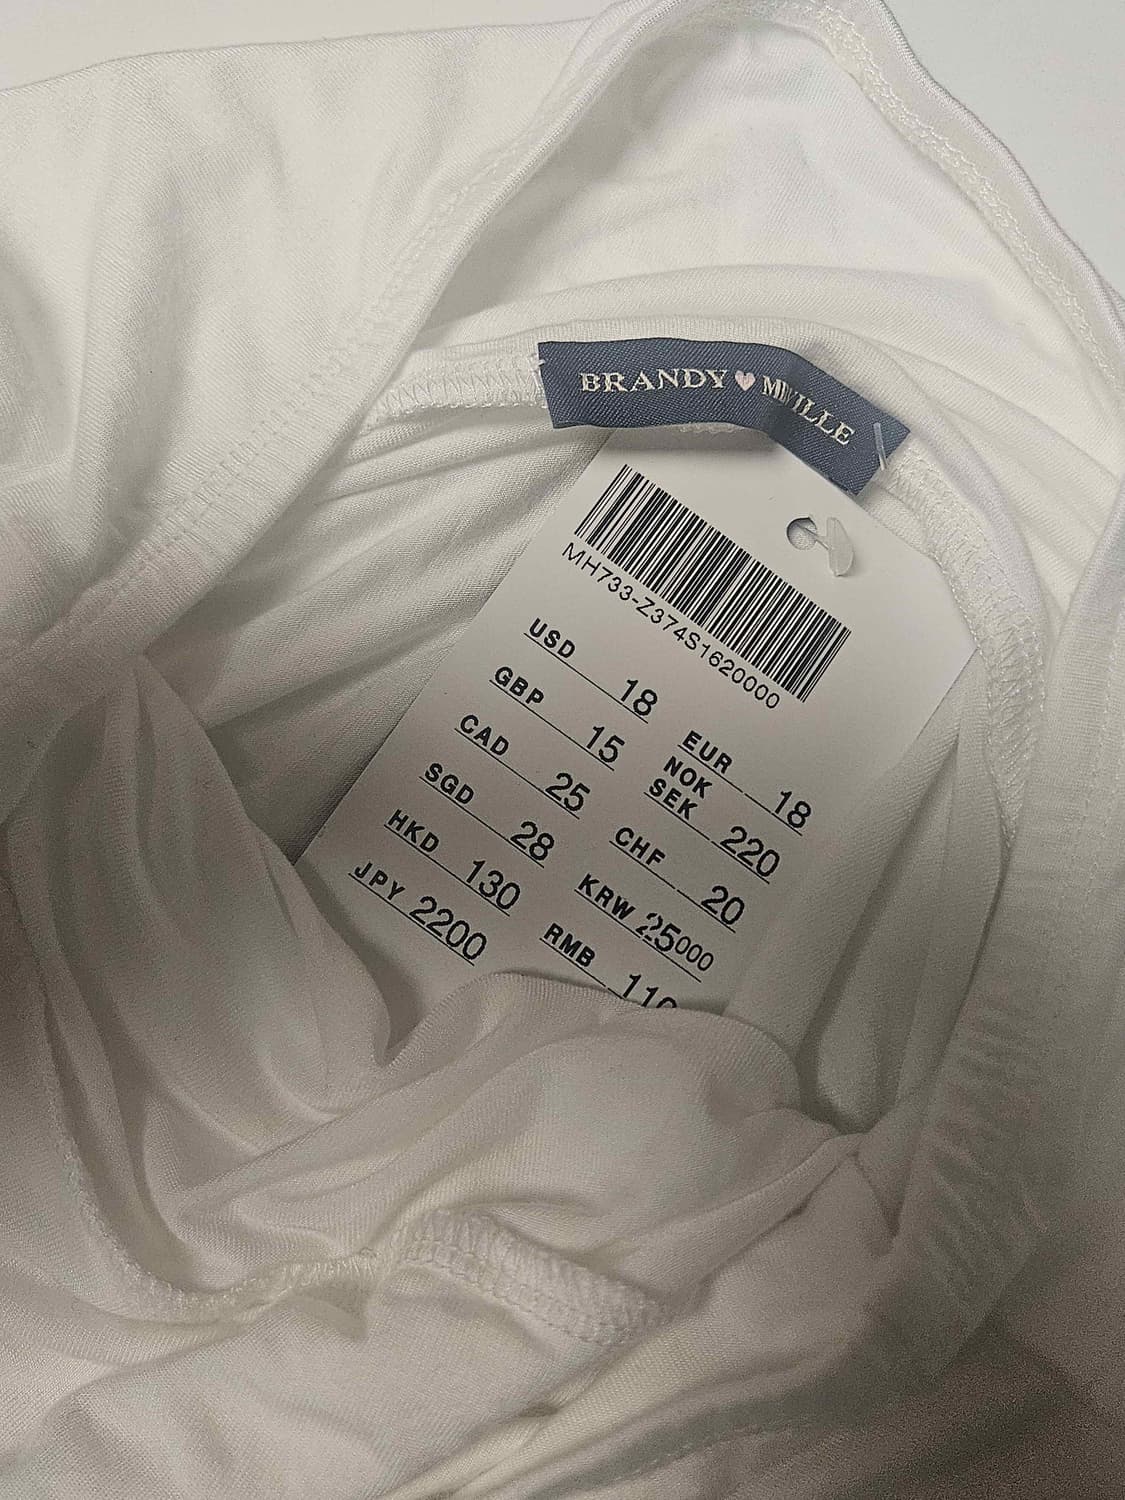 BRANDY ♥ MELVILLE
MH733-Z374S1620000
USD 18
GBP 15
CAD 25
SGD 28
HKD 130
JPY 2200
EUR 18
NOK
SEK 220
CHF 20
KRW 25000
RMB